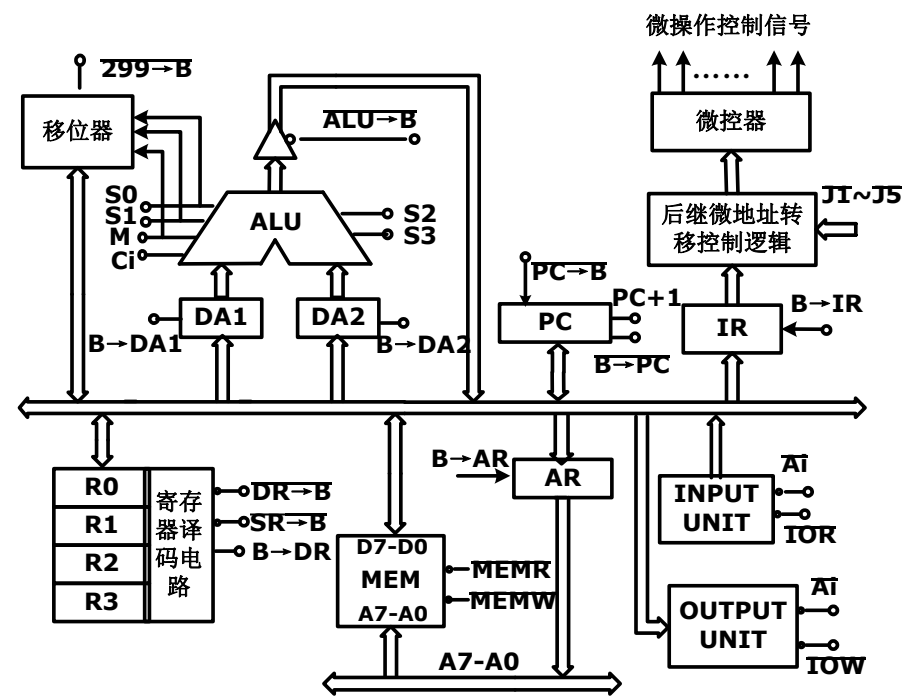 微操作控制信号
299→B
移位器
ALU→B
……
微控器
S0
S1
M
Ci
ALU
S2
S3
后继微地址转
移控制逻辑
J1~J5
PC→B
DA1
DA2
B→DA1
B→DA2
PC
PC+1
B→PC
IR
B→IR
R0
R1
R2
R3
寄存
器译
码电
路
DR→B
SR→B
B→DR
D7-D0
MEM
A7-A0
MEMR
MEMW
B→AR
AR
INPUT
UNIT
Ai
IOR
OUTPUT
UNIT
Ai
IOW
A7-A0